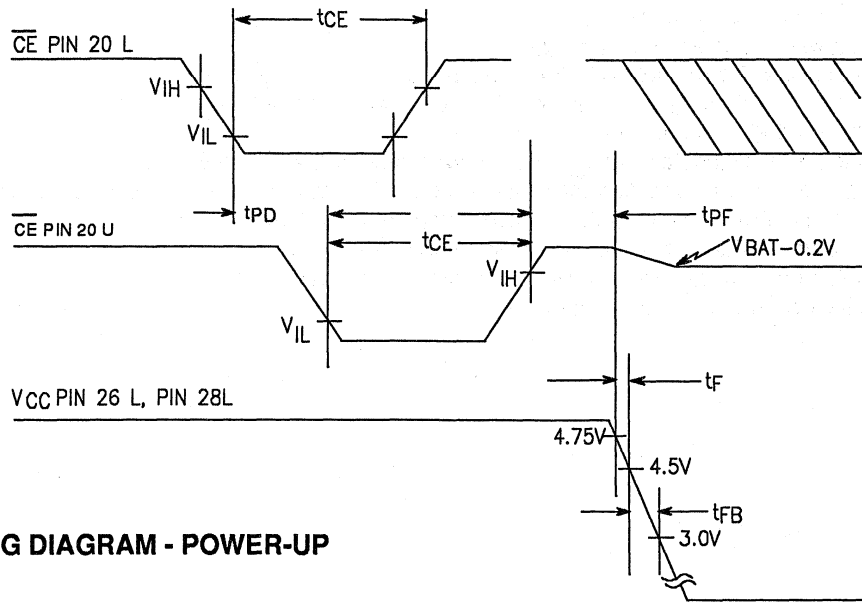 tCE
CE PIN 20 L
VIH
VIL
tPD
tPF
CE PIN 20 U
tCE
VBAT-0.2V
VIH
VIL
tF
VCC PIN 26 L, PIN 28L
4.75V
4.5V
tFB
3.0V
G DIAGRAM - POWER-UP